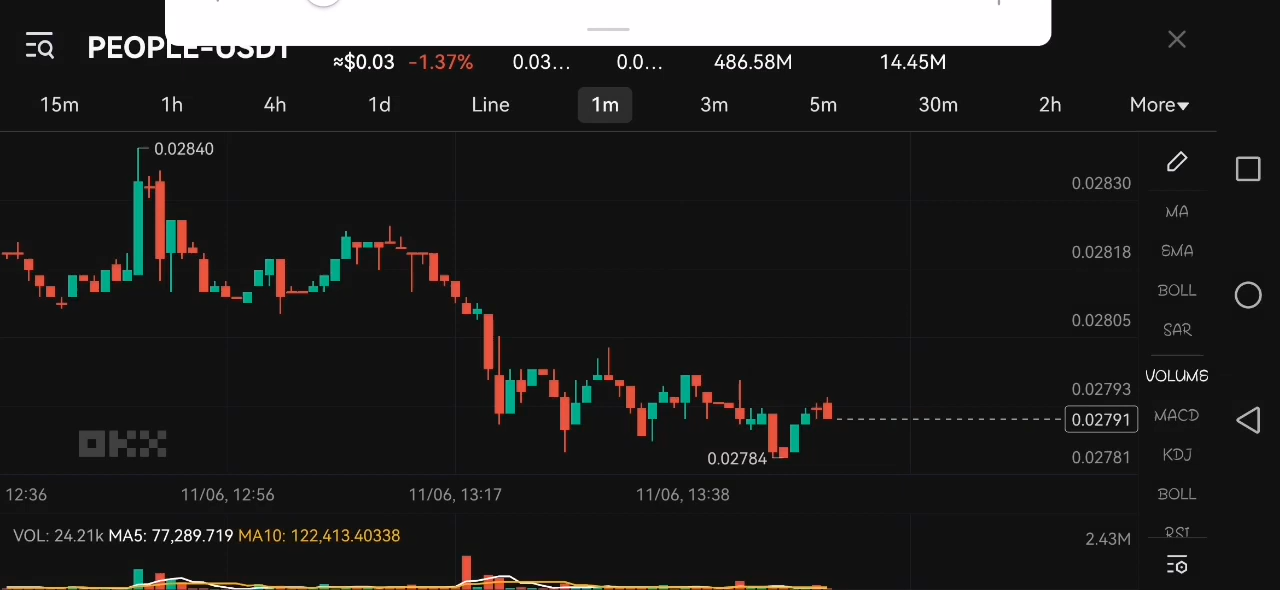 PEOPLE-USDT
≈$0.03 -1.37% 0.03... 0.0... 486.58M 14.45M
15m 1h 4h 1d Line 1m 3m 5m 30m 2h More
0.02840
0.02830
MA
0.02818
EMA
BOLL
0.02805
SAR
VOLUME
0.02793
0.02791
MACD
OKX
0.02784
0.02781
KDJ
12:36 11/06, 12:56 11/06, 13:17 11/06, 13:38
BOLL
VOL: 24.21k MA5: 77,289.719 MA10: 122,413.40338
2.43M
RSI